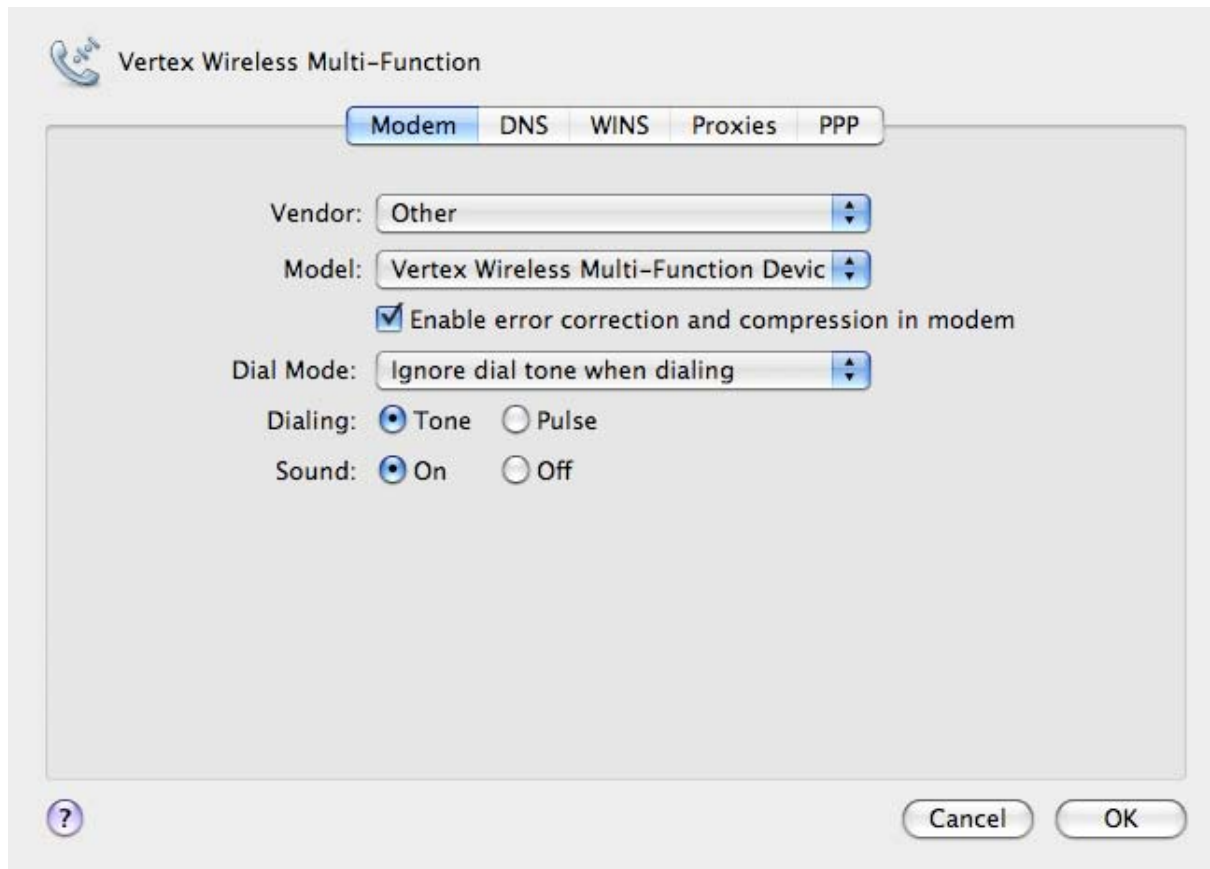 Vertex Wireless Multi-Function
Modem DNS WINS Proxies PPP
Vendor: Other
Model: Vertex Wireless Multi-Function Devic
Enable error correction and compression in modem
Dial Mode: Ignore dial tone when dialing
Dialing: Tone Pulse
Sound: On Off
? Cancel OK